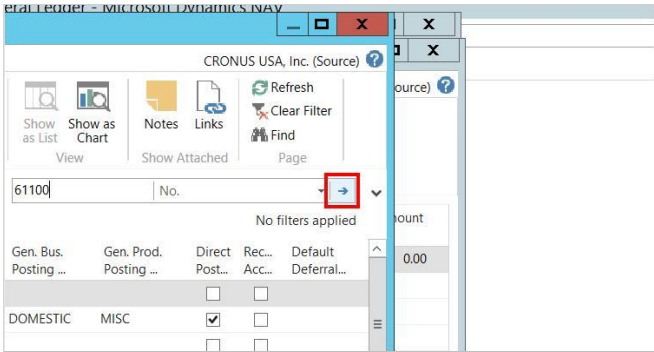 eral Ledger - Microsoft Dynamics NAV
X
X
CRONUS USA, Inc. (Source) ?
ource) ?
Show as List
Show as Chart
Notes
Links
Refresh
Clear Filter
Find
View
Show Attached
Page
61100
No.
No filters applied
ount
Gen. Bus. Posting ...
Gen. Prod. Posting ...
Direct Post...
Rec... Acc...
Default Deferral...
0.00
DOMESTIC MISC